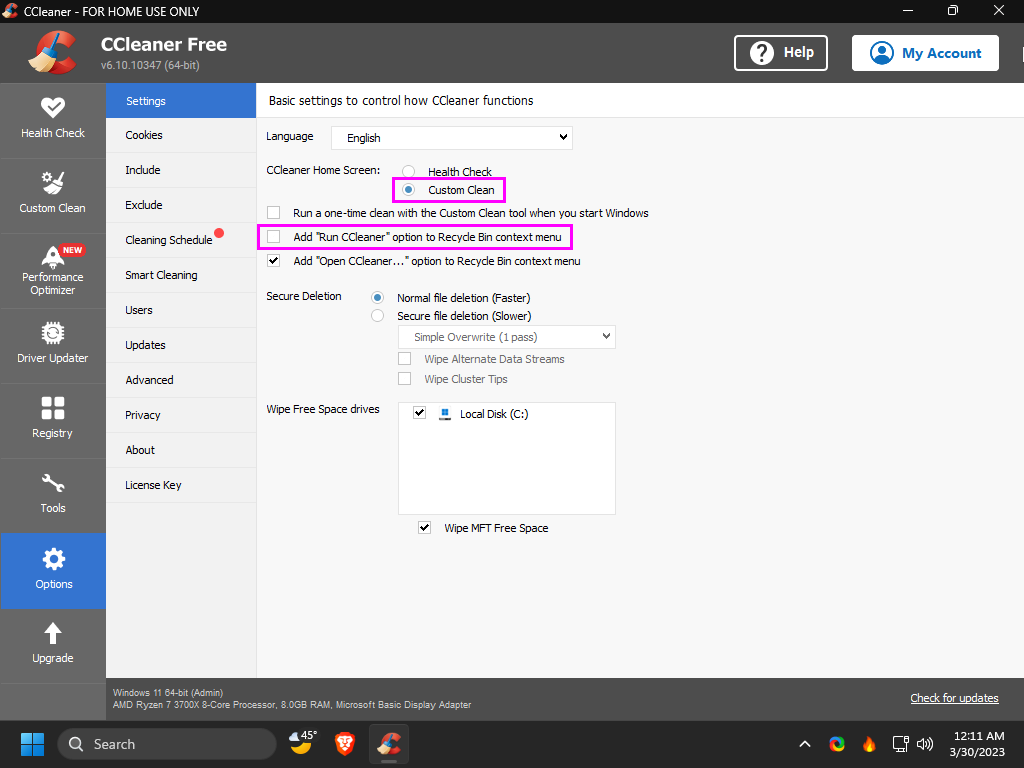 CCleaner - FOR HOME USE ONLY
CCleaner Free
v6.10.10347 (64-bit)
Help
My Account
Health Check
Custom Clean
NEW
Performance
Optimizer
Driver Updater
Registry
Tools
Options
Upgrade
Settings
Cookies
Include
Exclude
Cleaning Schedule
Smart Cleaning
Users
Updates
Advanced
Privacy
About
License Key
Basic settings to control how CCleaner functions
Language English
CCleaner Home Screen: Health Check
Custom Clean
Run a one-time clean with the Custom Clean tool when you start Windows
Add "Run CCleaner" option to Recycle Bin context menu
Add "Open CCleaner..." option to Recycle Bin context menu
Secure Deletion Normal file deletion (Faster)
Secure file deletion (Slower)
Simple Overwrite (1 pass)
Wipe Alternate Data Streams
Wipe Cluster Tips
Wipe Free Space drives Local Disk (C:)
Wipe MFT Free Space
Windows 11 64-bit (Admin)
AMD Ryzen 7 3700X 8-Core Processor, 8.0GB RAM, Microsoft Basic Display Adapter
Check for updates
Search
45°
12:11 AM
3/30/2023